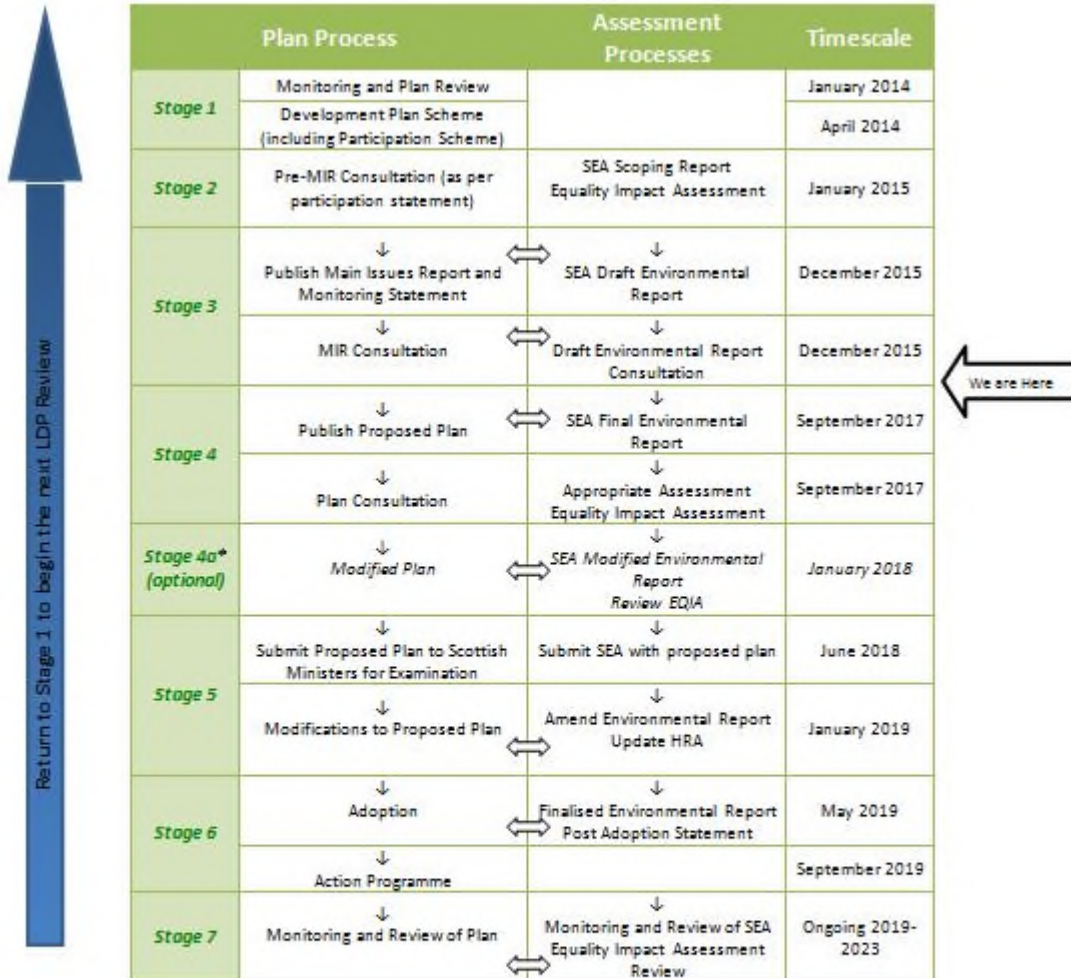 Plan Process
Assessment
Processes
Timescale
Stage 1
Monitoring and Plan Review
January 2014
Development Plan Scheme
(including Participation Scheme)
April 2014
Stage 2
Pre-MIR Consultation (as per
participation statement)
SEA Scoping Report
Equality Impact Assessment
January 2015
Stage 3
↓
Publish Main Issues Report and
Monitoring Statement
↓
SEA Draft Environmental
Report
December 2015
↓
MIR Consultation
↓
Draft Environmental Report
Consultation
December 2015
We are Here
Stage 4
↓
Publish Proposed Plan
↓
SEA Final Environmental
Report
September 2017
↓
Plan Consultation
↓
Appropriate Assessment
Equality Impact Assessment
September 2017
Stage 4a*
(optional)
↓
Modified Plan
↓
SEA Modified Environmental
Report
Review EQIA
January 2018
Stage 5
↓
Submit Proposed Plan to Scottish
Ministers for Examination
↓
Submit SEA with proposed plan
June 2018
↓
Modifications to Proposed Plan
↓
Amend Environmental Report
Update HRA
January 2019
Stage 6
↓
Adoption
↓
Finalised Environmental Report
Post Adoption Statement
May 2019
↓
Action Programme
September 2019
Stage 7
↓
Monitoring and Review of Plan
↓
Monitoring and Review of SEA
Equality Impact Assessment
Review
Ongoing 2019-
2023
Return to Stage 1 to begin the next LDP Review